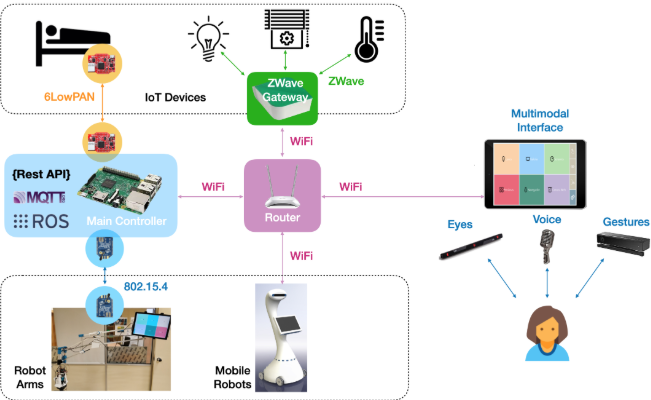 6LowPAN
IoT Devices
ZWave
Gateway
ZWave
WiFi
{Rest API}
MQTT
ROS
Main Controller
WiFi
Router
WiFi
WiFi
Multimodal
Interface
Eyes
Voice
Gestures
802.15.4
Robot
Arms
Mobile
Robots